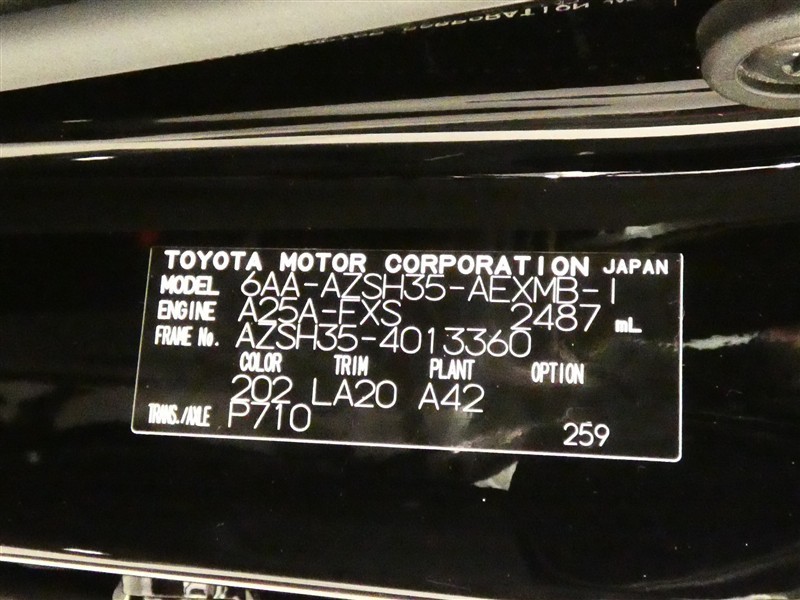 TOYOTA MOTOR CORPORATION JAPAN
MODEL 6AA-AZSH35-AEXMB-I
ENGINE A25A-FXS 2487 mL
FRAME No. AZSH35-4013360
COLOR TRIM PLANT OPTION
202 LA20 A42
TRANS./AXLE P710
259